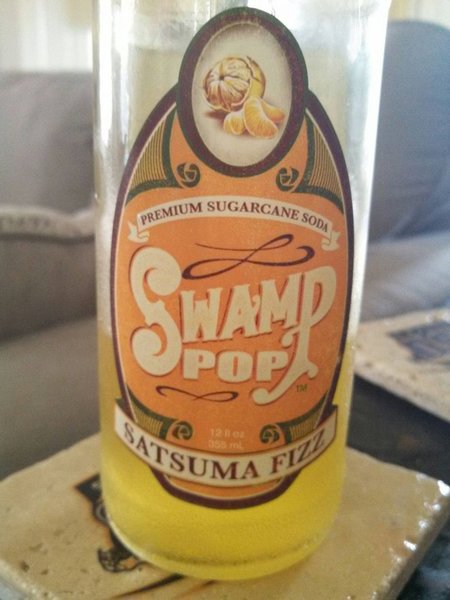 PREMIUM SUGARCANE SODA
SWAMP
POP
TM
12 fl oz
355 mL
SATSUMA FIZZ